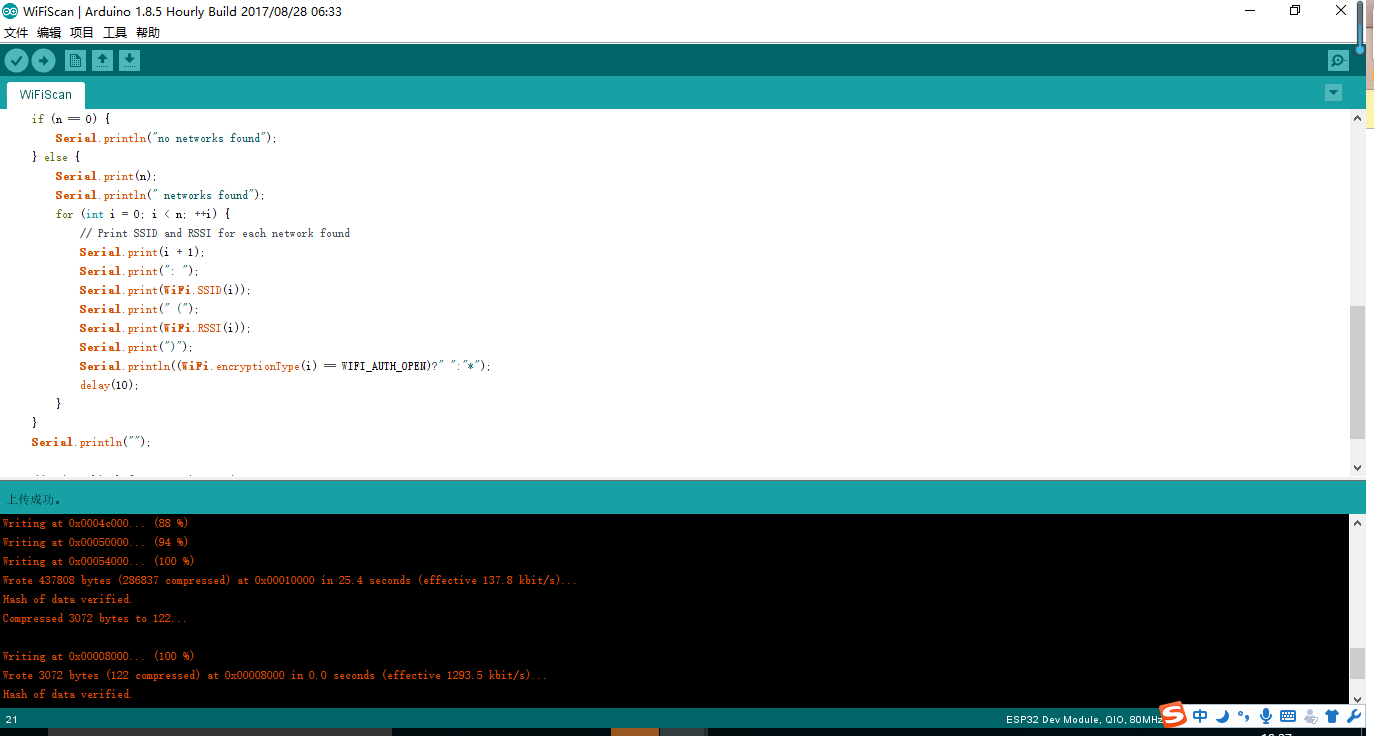 WiFiScan | Arduino 1.8.5 Hourly Build 2017/08/28 06:33
文件 编辑 项目 工具 帮助
WiFiScan
if (n == 0) {
Serial.println("no networks found");
} else {
Serial.print(n);
Serial.println(" networks found");
for (int i = 0; i < n; ++i) {
// Print SSID and RSSI for each network found
Serial.print(i + 1);
Serial.print(": ");
Serial.print(WiFi.SSID(i));
Serial.print(" (");
Serial.print(WiFi.RSSI(i));
Serial.print(")");
Serial.println((WiFi.encryptionType(i) == WIFI_AUTH_OPEN)?" ":"*");
delay(10);
}
}
Serial.println("");
上传成功。
Writing at 0x0004c000... (88 %)
Writing at 0x00050000... (94 %)
Writing at 0x00054000... (100 %)
Wrote 437808 bytes (286837 compressed) at 0x00010000 in 25.4 seconds (effective 137.8 kbit/s)...
Hash of data verified.
Compressed 3072 bytes to 122...
Writing at 0x00008000... (100 %)
Wrote 3072 bytes (122 compressed) at 0x00008000 in 0.0 seconds (effective 1293.5 kbit/s)...
Hash of data verified.
21
ESP32 Dev Module, QIO, 80MHz
S 中